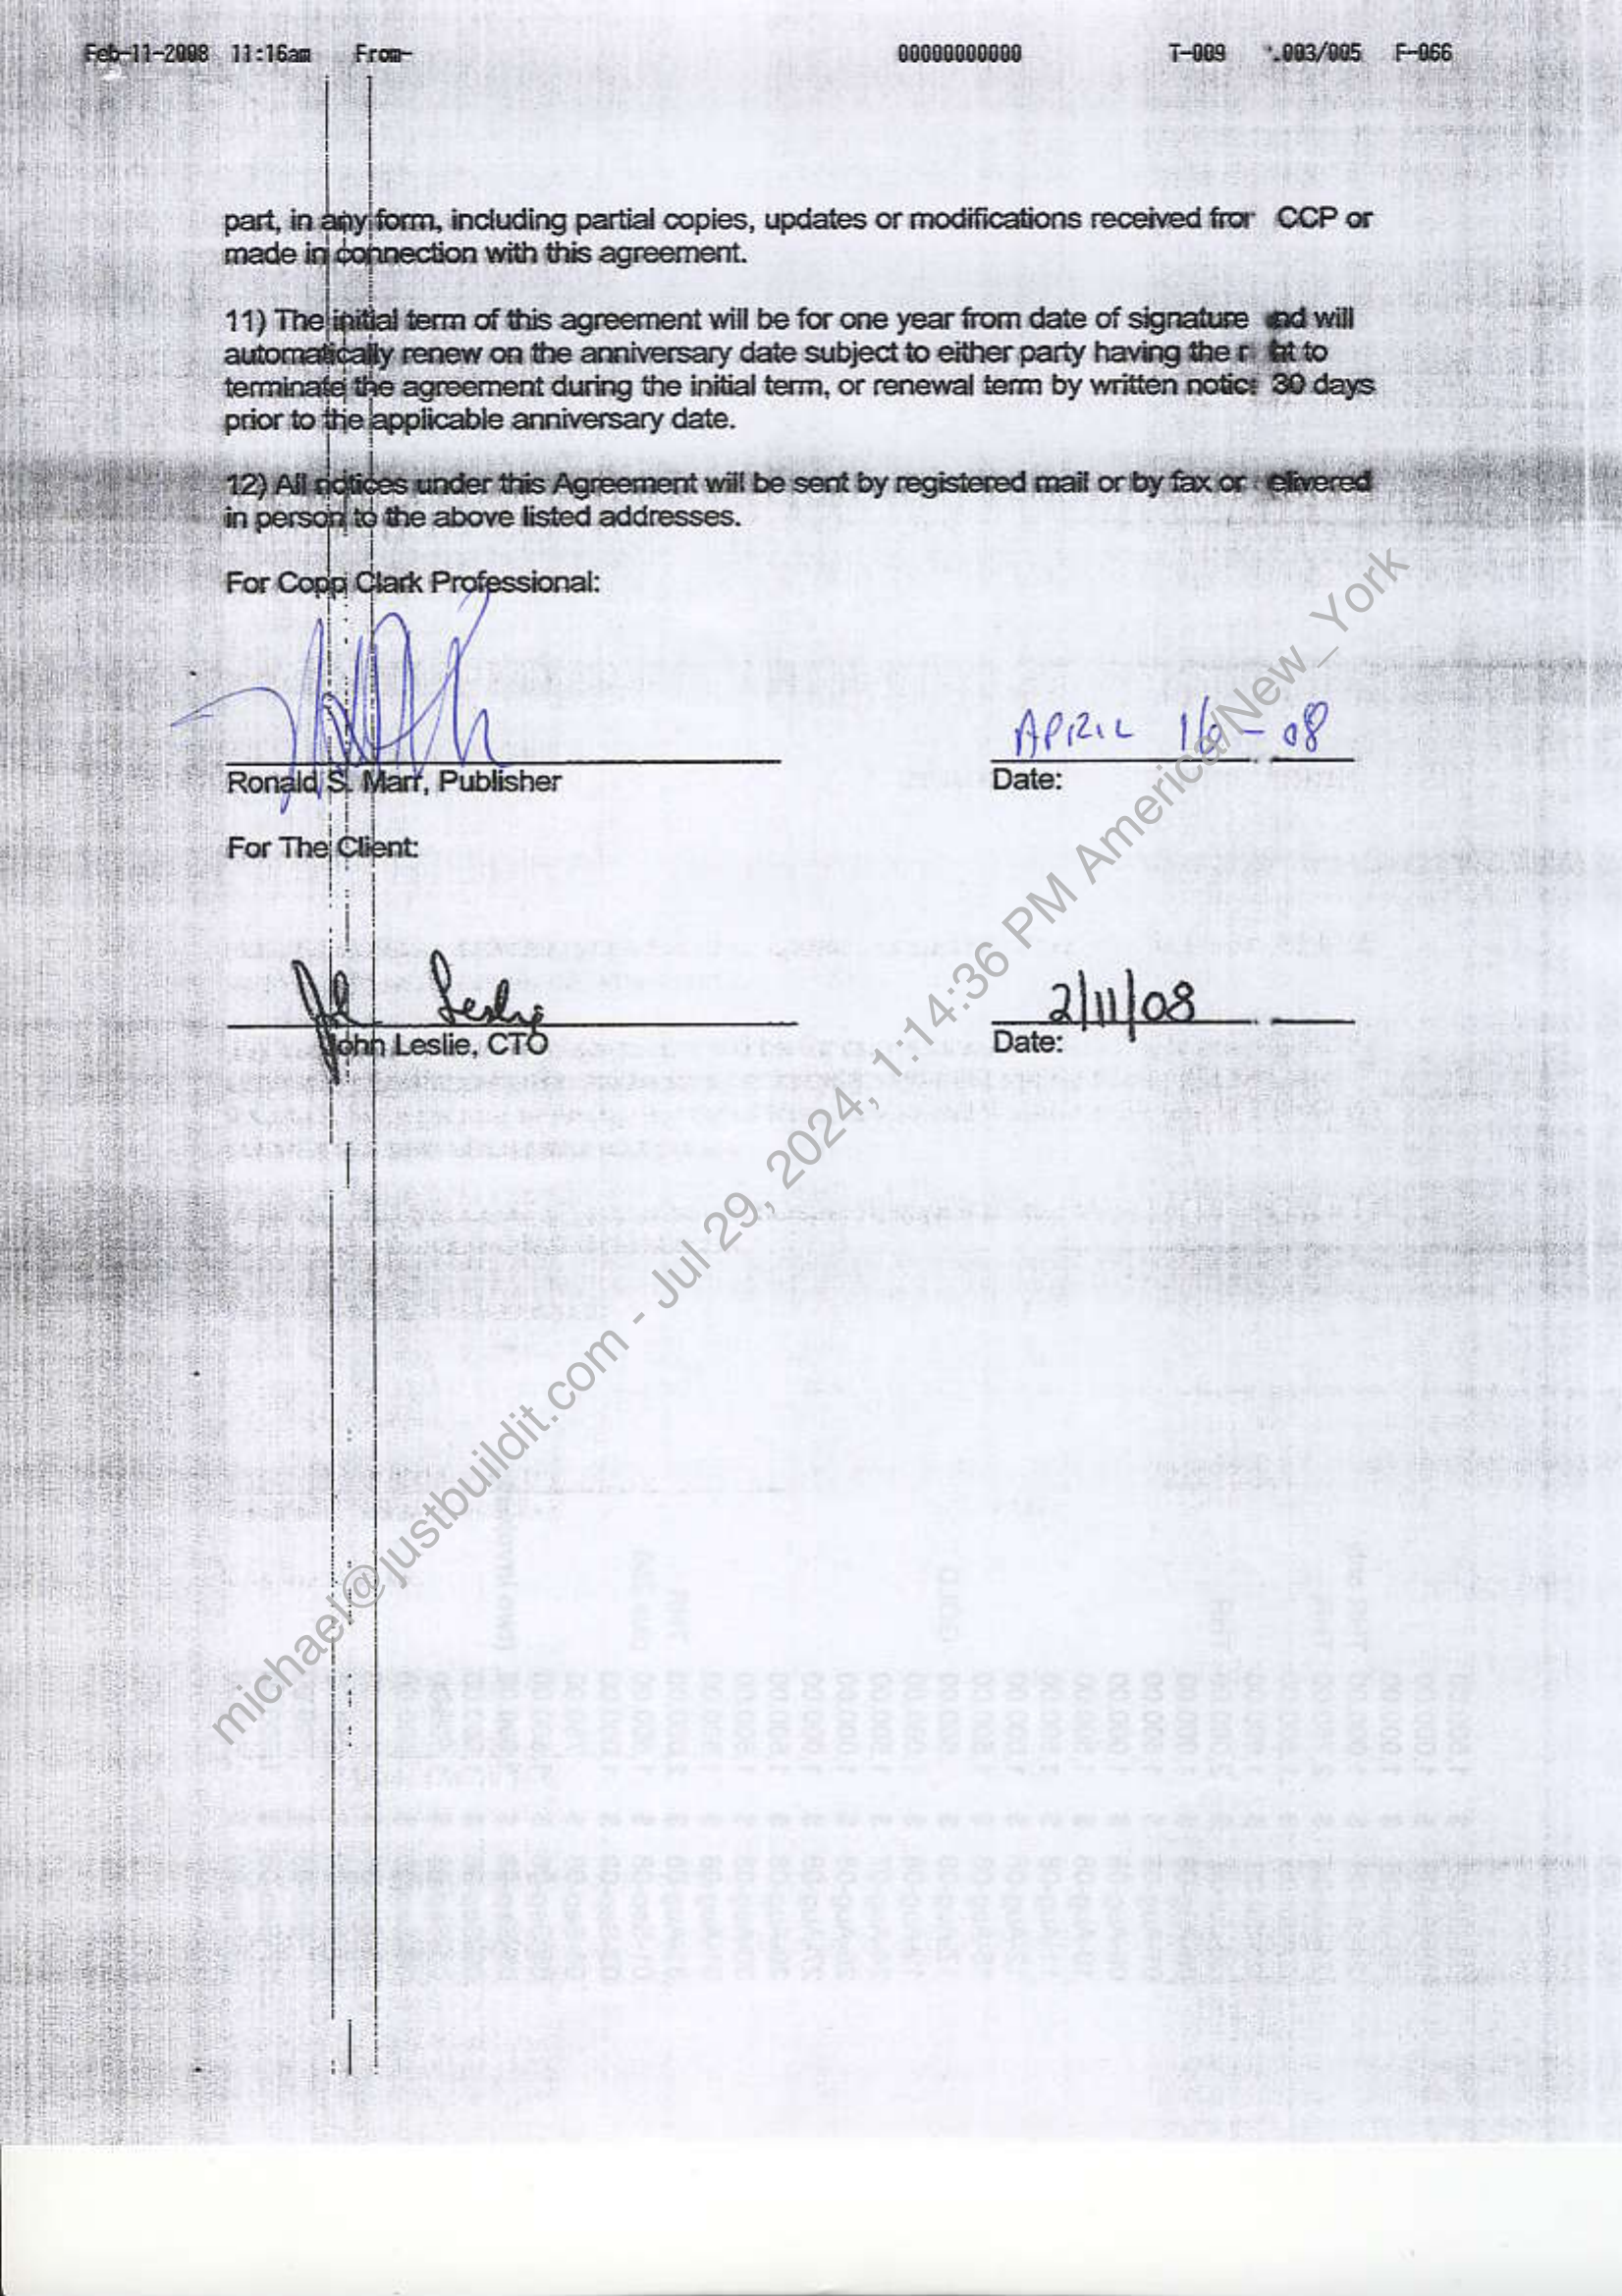 Feb-11-2008 11:16am From- 00000000000 T-009 .003/005 F-066
part, in any form, including partial copies, updates or modifications received fror CCP or
made in connection with this agreement.
11) The initial term of this agreement will be for one year from date of signature and will
automatically renew on the anniversary date subject to either party having the r ht to
terminate the agreement during the initial term, or renewal term by written notice 30 days
prior to the applicable anniversary date.
12) All notices under this Agreement will be sent by registered mail or by fax or elivered
in person to the above listed addresses.
For Copp Clark Professional:
APRIL - 08
Ronald S. Marr, Publisher Date:
For The Client:
John Leslie 2/11/08
John Leslie, CTO Date:
michael@justbuildit.com - Jul 29, 2024, 1:14:36 PM America/New_York